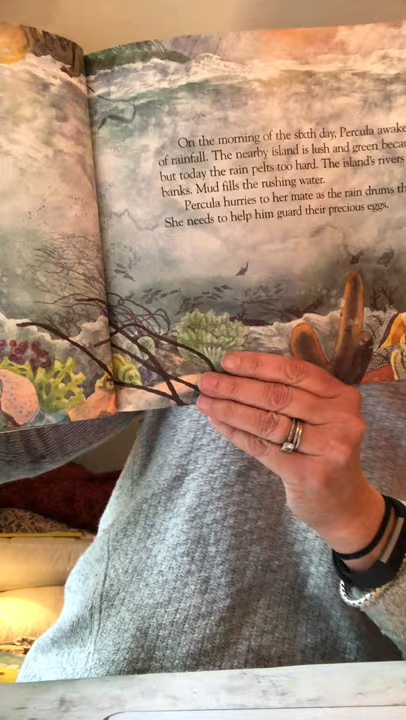 On the morning of the sixth day, Percula awake
of rainfall. The nearby island is lush and green becau
but today the rain pelts too hard. The island's rivers
banks. Mud fills the rushing water.
Percula hurries to her mate as the rain drums th
She needs to help him guard their precious eggs.